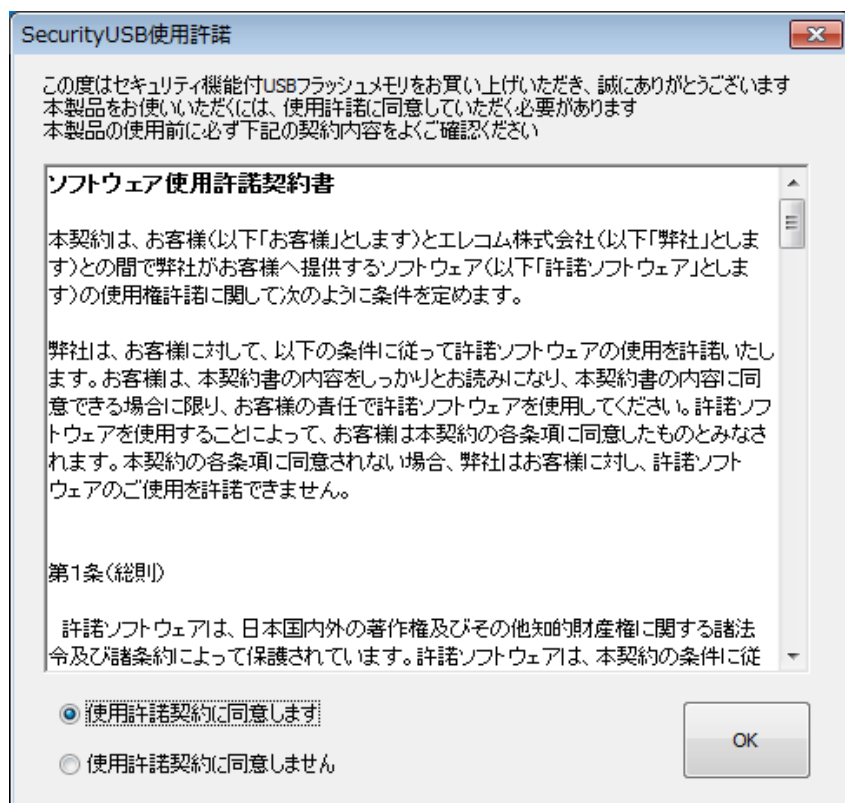 SecurityUSB使用許諾
この度はセキュリティ機能付USBフラッシュメモリをお買い上げいただき、誠にありがとうございます
本製品をお使いいただくには、使用許諾に同意していただく必要があります
本製品の使用前に必ず下記の契約内容をよくご確認ください
ソフトウェア使用許諾契約書
本契約は、お客様(以下「お客様」とします)とエレコム株式会社(以下「弊社」としま
す)との間で弊社がお客様へ提供するソフトウェア(以下「許諾ソフトウェア」としま
す)の使用権許諾に関して次のように条件を定めます。
弊社は、お客様に対して、以下の条件に従って許諾ソフトウェアの使用を許諾いたし
ます。お客様は、本契約書の内容をしっかりとお読みになり、本契約書の内容に同
意できる場合に限り、お客様の責任で許諾ソフトウェアを使用してください。許諾ソフ
トウェアを使用することによって、お客様は本契約の各条項に同意したものとみなさ
れます。本契約の各条項に同意されない場合、弊社はお客様に対し、許諾ソフト
ウェアのご使用を許諾できません。
第1条(総則)
許諾ソフトウェアは、日本国内外の著作権及びその他知的財産権に関する諸法
令及び諸条約によって保護されています。許諾ソフトウェアは、本契約の条件に従
使用許諾契約に同意します
使用許諾契約に同意しません
OK